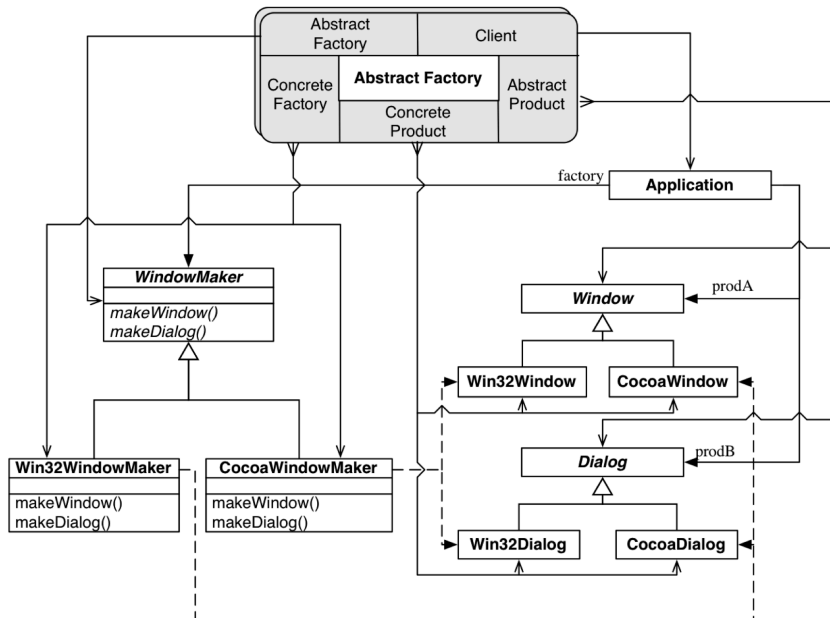 Abstract
Factory
Client
Concrete
Factory
Abstract Factory
Abstract
Product
Concrete
Product
factory
Application
WindowMaker
makeWindow()
makeDialog()
Window
prodA
Win32Window
CocoaWindow
Dialog
prodB
Win32WindowMaker
makeWindow()
makeDialog()
CocoaWindowMaker
makeWindow()
makeDialog()
Win32Dialog
CocoaDialog